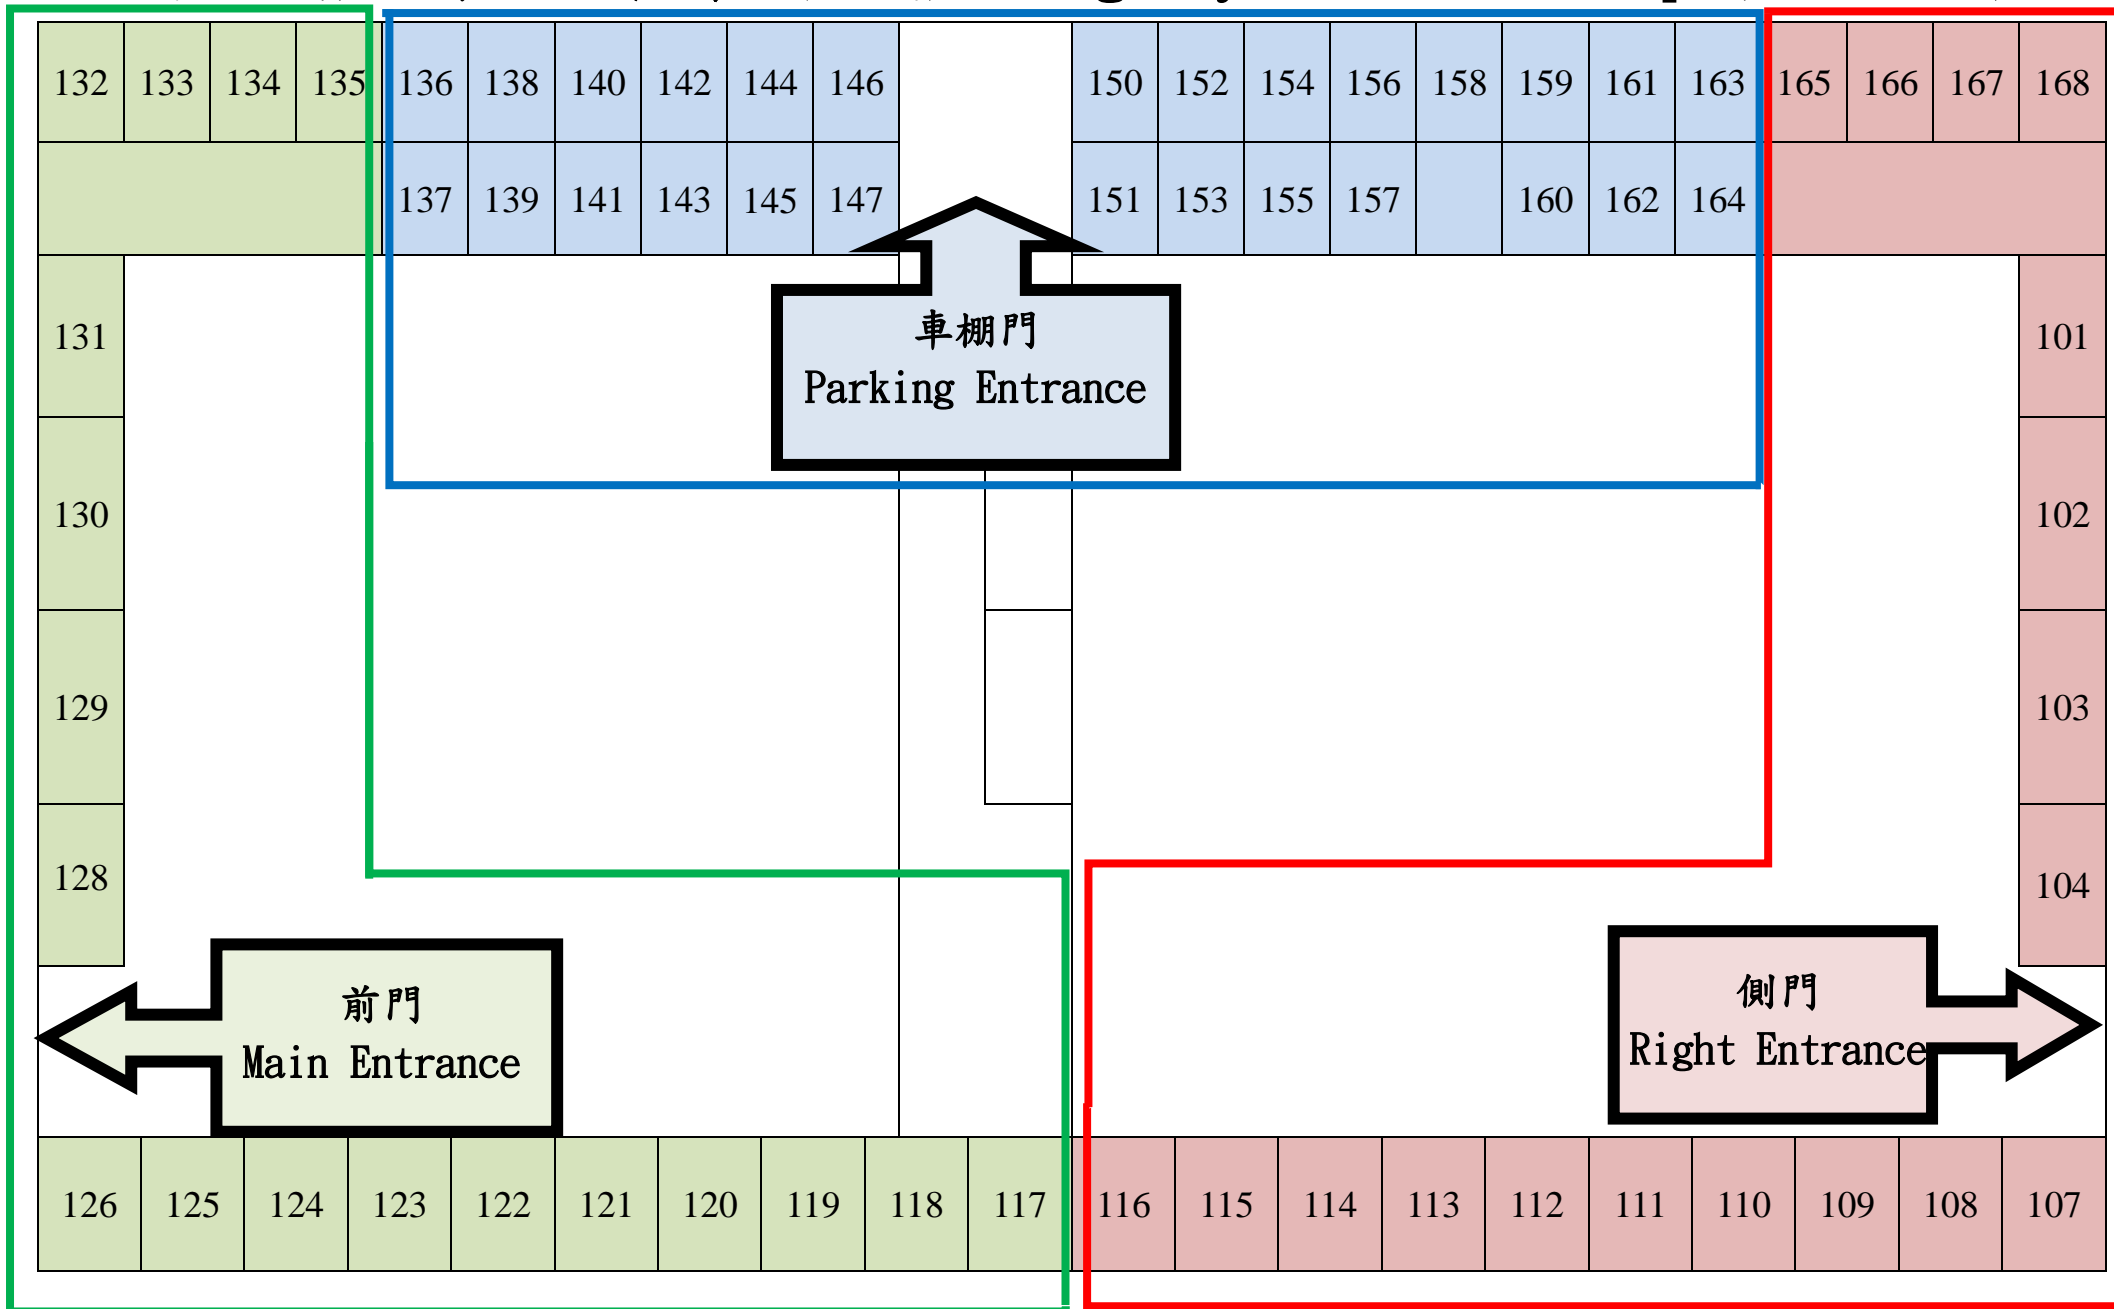 132 133 134 135 136 138 140 142 144 146 150 152 154 156 158 159 161 163 165 166 167 168
137 139 141 143 145 147 151 153 155 157 160 162 164
車棚門
Parking Entrance
131 101
130 102
129 103
128 104
前門
Main Entrance
側門
Right Entrance
126 125 124 123 122 121 120 119 118 117 116 115 114 113 112 111 110 109 108 107